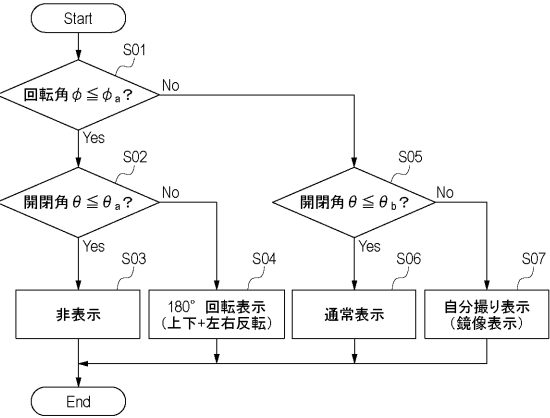 Start
S01
回転角φ≦φa?
No
Yes
S02
開閉角θ≦θa?
No
Yes
S05
開閉角θ≦θb?
No
Yes
S03
非表示
S04
180°回転表示
(上下+左右反転)
S06
通常表示
S07
自分撮り表示
(鏡像表示)
End